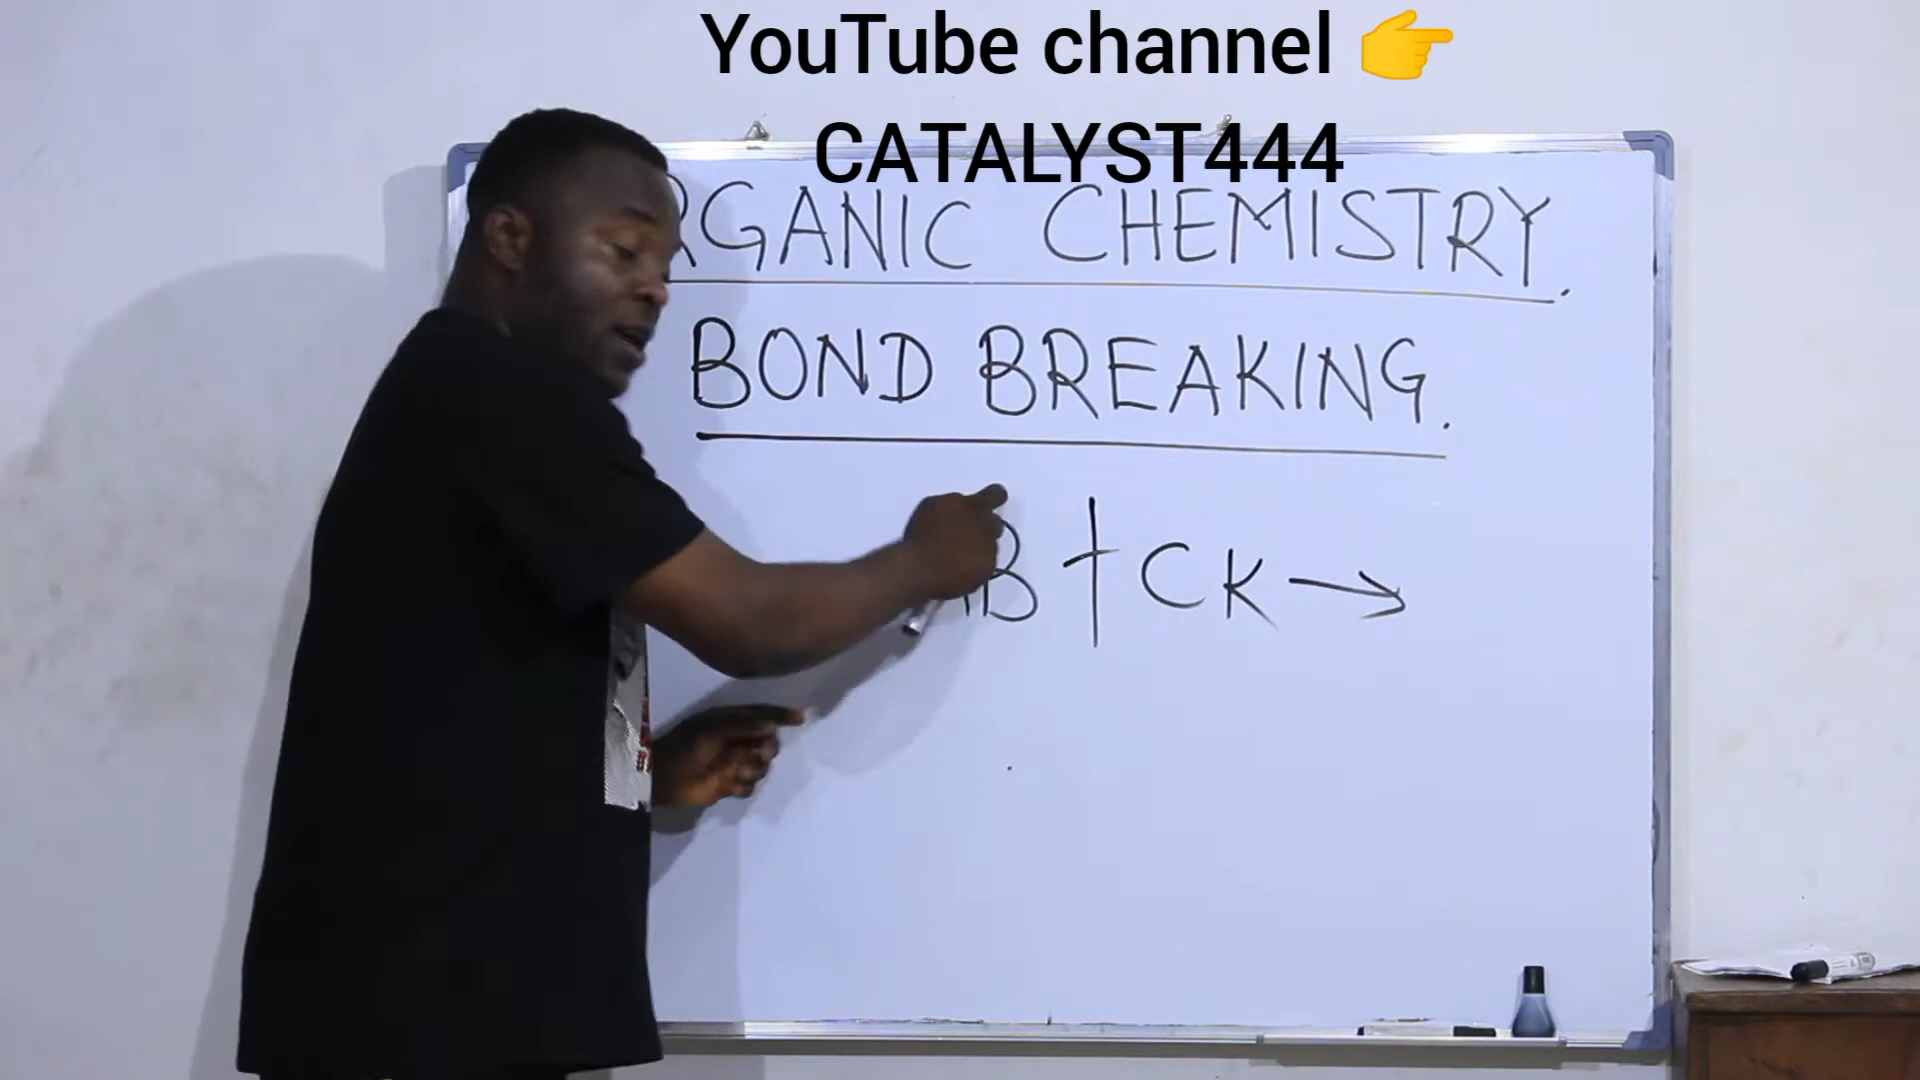 YouTube channel 👉
CATALYST444
RGANIC CHEMISTRY.
BOND BREAKING.
B + CK →